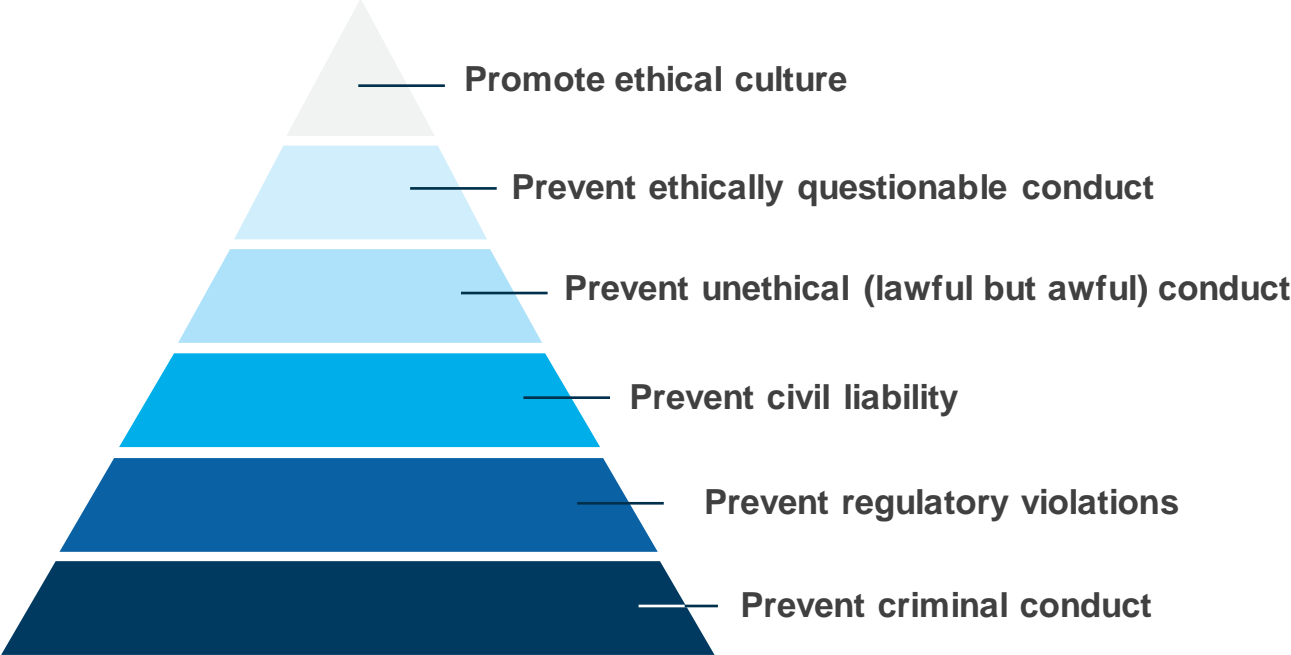 Promote ethical culture
Prevent ethically questionable conduct
Prevent unethical (lawful but awful) conduct
Prevent civil liability
Prevent regulatory violations
Prevent criminal conduct